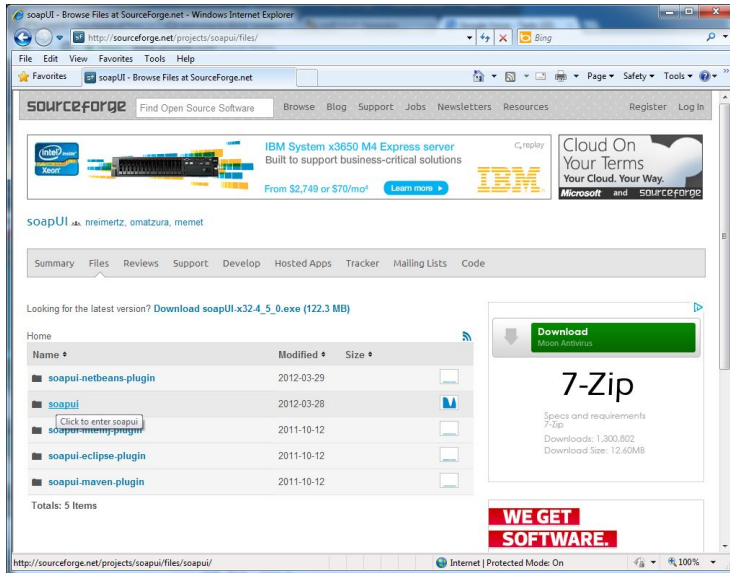 soapUI - Browse Files at SourceForge.net - Windows Internet Explorer
http://sourceforge.net/projects/soapui/files/
Bing
File Edit View Favorites Tools Help
Favorites
soapUI - Browse Files at SourceForge.net
Page Safety Tools
sourceforge
Find Open Source Software
Browse Blog Support Jobs Newsletters Resources
Register Log In
intel inside
Xeon
IBM System x3650 M4 Express server
Built to support business-critical solutions
From $2,749 or $70/mo⁴
Learn more
replay
IBM
Cloud On
Your Terms
Your Cloud. Your Way.
Microsoft and sourceforge
soapUI nreimertz, omatzura, rnemet
Summary Files Reviews Support Develop Hosted Apps Tracker Mailing Lists Code
Looking for the latest version? Download soapUI-x32-4_5_0.exe (122.3 MB)
Home
Name Modified Size
soapui-netbeans-plugin 2012-03-29
soapui 2012-03-28
Click to enter soapui
soapui-intellij-plugin 2011-10-12
soapui-eclipse-plugin 2011-10-12
soapui-maven-plugin 2011-10-12
Totals: 5 Items
Download
Moon Antivirus
7-Zip
Specs and requirements
7-Zip
Downloads: 1,300,802
Download Size: 12.60MB
WE GET
SOFTWARE.
http://sourceforge.net/projects/soapui/files/soapui/
Internet | Protected Mode: On
100%